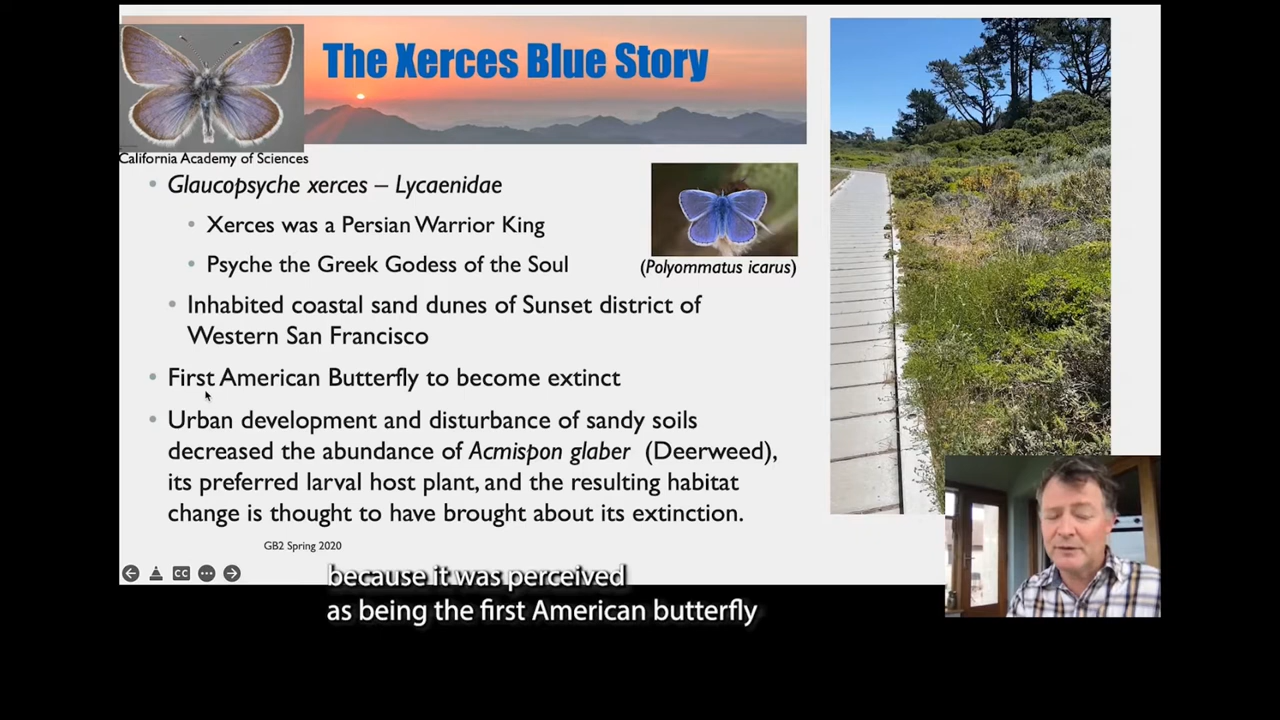 The Xerces Blue Story
California Academy of Sciences
Glaucopsyche xerces – Lycaenidae
Xerces was a Persian Warrior King
Psyche the Greek Godess of the Soul
(Polyommatus icarus)
Inhabited coastal sand dunes of Sunset district of
Western San Francisco
First American Butterfly to become extinct
Urban development and disturbance of sandy soils
decreased the abundance of Acmispon glaber (Deerweed),
its preferred larval host plant, and the resulting habitat
change is thought to have brought about its extinction.
GB2 Spring 2020
CC
because it was perceived
as being the first American butterfly